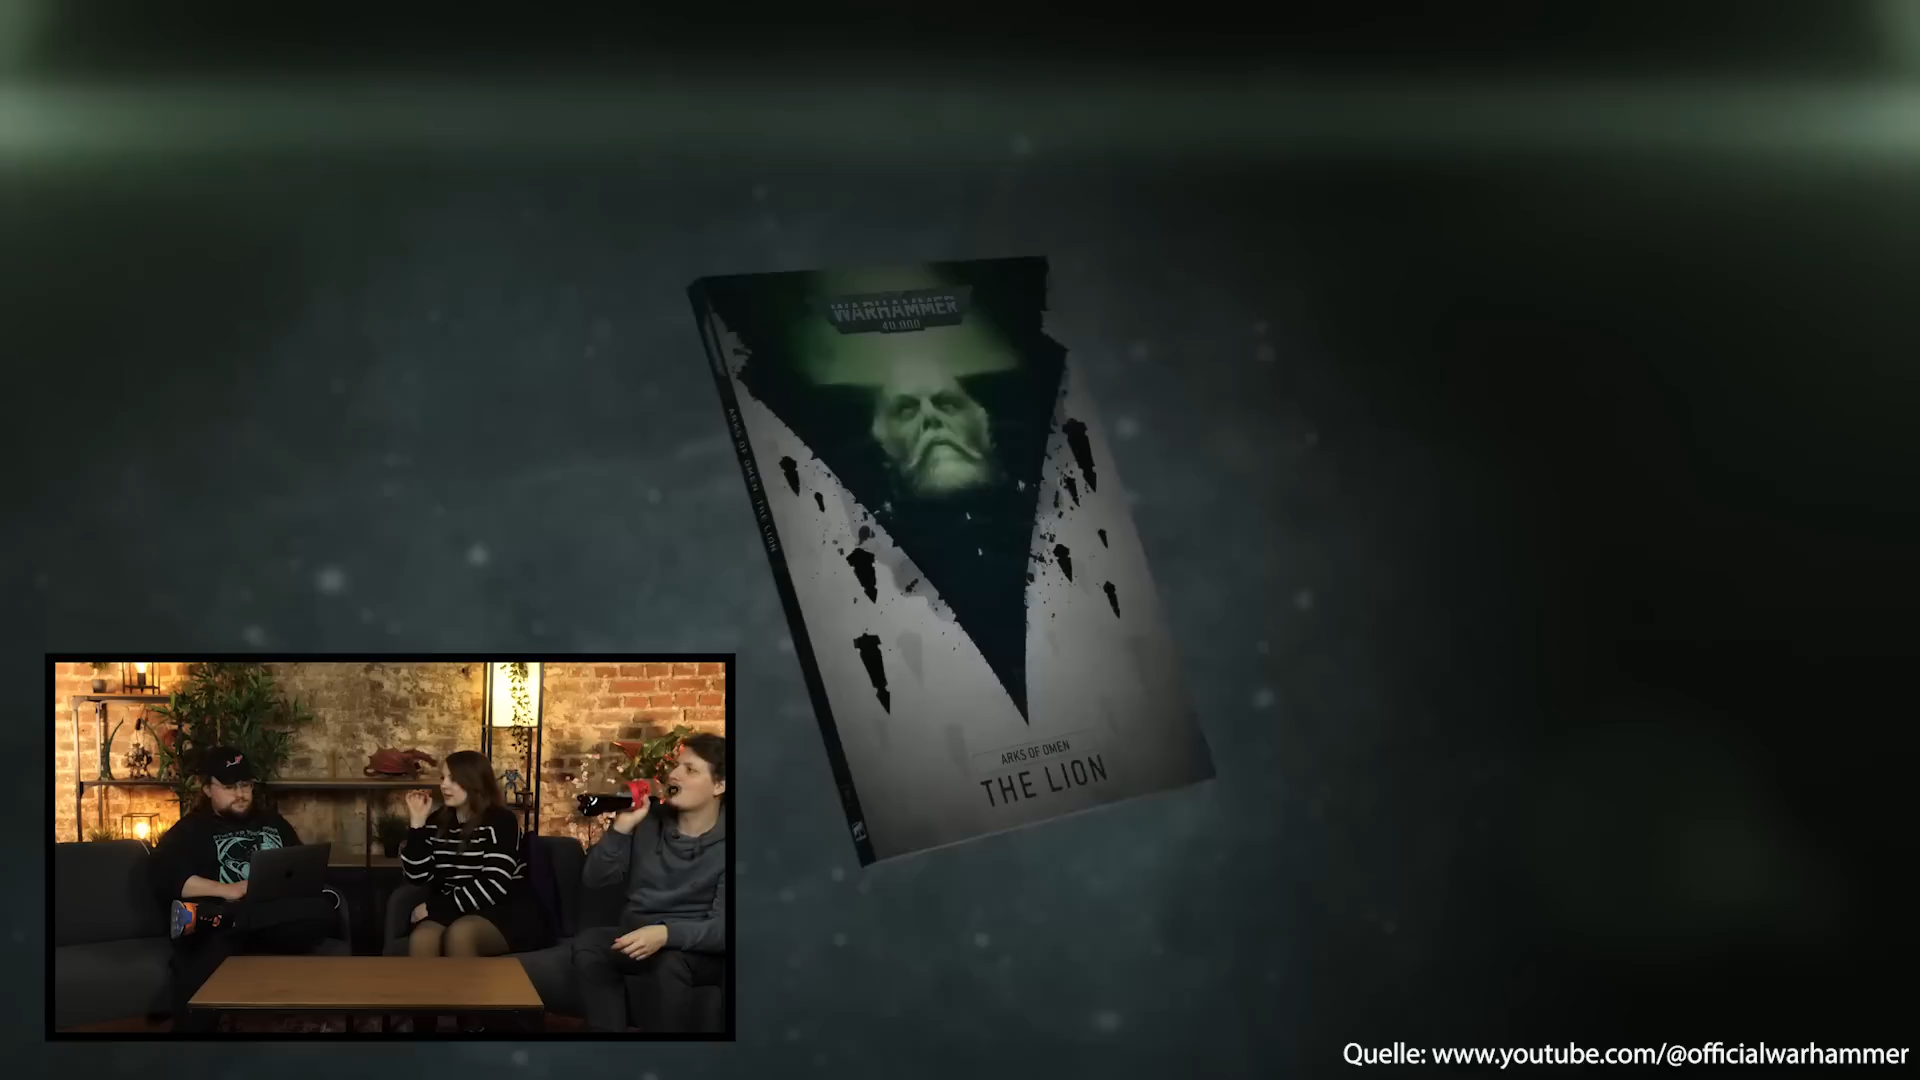 WARHAMMER
40,000
ARKS OF OMEN: THE LION
ARKS OF OMEN
THE LION
Quelle: www.youtube.com/@officialwarhammer